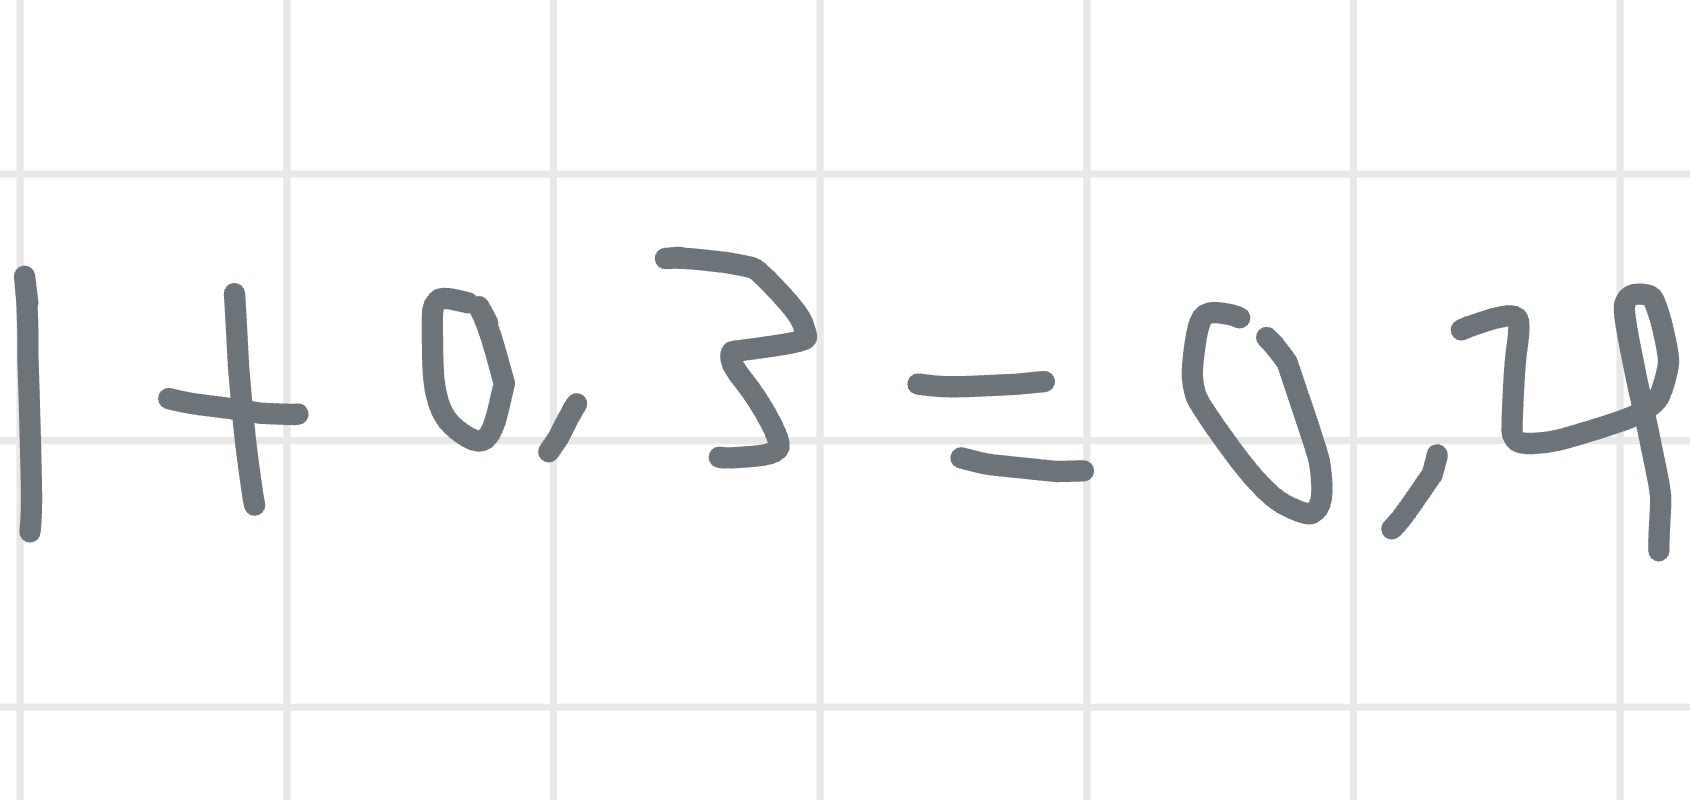 1 + 0,3 = 0,4